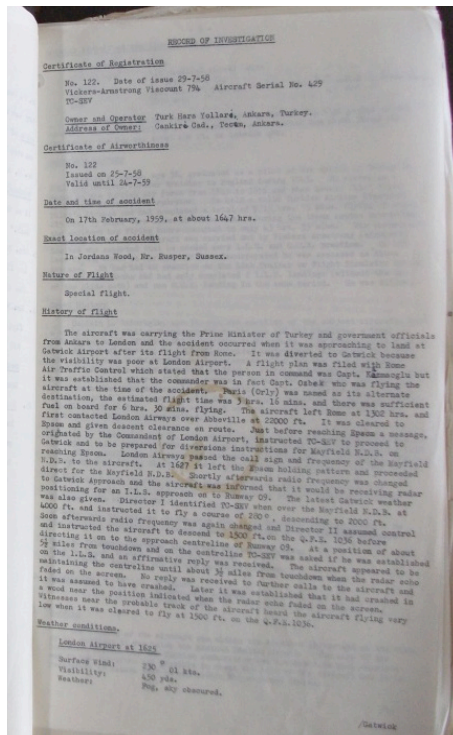 RECORD OF INVESTIGATION
Certificate of Registration
No. 122. Date of issue 29-7-58
Vickers-Armstrong Viscount 794 Aircraft Serial No. 429
TC-SEV
Owner and Operator Turk Hava Yollari, Ankara, Turkey.
Address of Owner: Cankiri Cad., Ankara.
Certificate of Airworthiness
No. 122
Issued on 25-7-58
Valid until 24-7-59
Date and time of accident
On 17th February, 1959, at about 1647 hrs.
Exact location of accident
In Jordans Wood, Nr. Rusper, Sussex.
Nature of Flight
Special flight.
History of flight
The aircraft was carrying the Prime Minister of Turkey and government officials
from Ankara to London and the accident occurred when it was approaching to land at
Gatwick Airport after its flight from Rome. It was diverted to Gatwick because
the visibility was poor at London Airport. A flight plan was filed with Rome
Air Traffic Control which stated that the person in command was Capt. but
it was established that the commander was in fact Capt. Ozbek who was flying the
aircraft at the time of the accident. Paris (Orly) was named as its alternate
destination, the estimated flight time was 3 hrs. 16 mins. and there was sufficient
fuel on board for 6 hrs. 30 mins. flying. The aircraft left Rome at 1302 hrs. and
first contacted London Airways over Abbeville at 22000 ft. It was cleared to
Epsom and given descent clearance en route. Just before reaching Epsom a message,
originated by the Commandant of London Airport, instructed TC-SEV to proceed to
Gatwick and to be prepared for diversions instructions for Mayfield N.D.B. on
reaching Epsom. London Airways passed the call sign and frequency of the Mayfield
N.D.B. to the aircraft. At 1627 it left the Epsom holding pattern and proceeded
direct for the Mayfield N.D.B. Shortly afterwards radio frequency was changed
to Gatwick Approach and the aircraft was informed that it would be receiving radar
positioning for an I.L.S. approach on to Runway 09. The latest Gatwick weather
was also given. Director I identified TC-SEV when over the Mayfield N.D.B. at
4000 ft. and instructed it to fly a course of 280°, descending to 2000 ft.
Soon afterwards radio frequency was again changed and Director II assumed control
and instructed the aircraft to descend to 1500 ft. on the Q.F.E. 1036 before
directing it on to the approach centreline of Runway 09. At a position of about
5½ miles from touchdown and on the centreline TC-SEV was asked if he was established
on the I.L.S. and an affirmative reply was received. The aircraft appeared to be
maintaining the centreline until about 3½ miles from touchdown when the radar echo
faded on the screen. No reply was received to further calls to the aircraft and
it was assumed to have crashed. Later it was established that it had crashed in
a wood near the position indicated when the radar echo faded on the screen.
Witnesses near the probable track of the aircraft heard the aircraft flying very
low when it was cleared to fly at 1500 ft. on the Q.F.E.1036.
Weather conditions.
London Airport at 1625
Surface Wind: 230° kts.
Visibility: 450 yds.
Weather: Fog, sky obscured.
/Gatwick